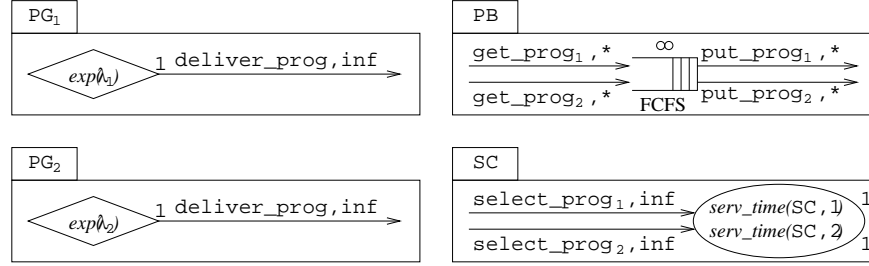 PG₁
exp(λ₁)
1 deliver_prog,inf
PB
get_prog₁,*
∞
put_prog₁,*
get_prog₂,*
FCFS
put_prog₂,*
PG₂
exp(λ₂)
1 deliver_prog,inf
SC
select_prog₁,inf
serv_time(SC,1)
1
select_prog₂,inf
serv_time(SC,2)
1